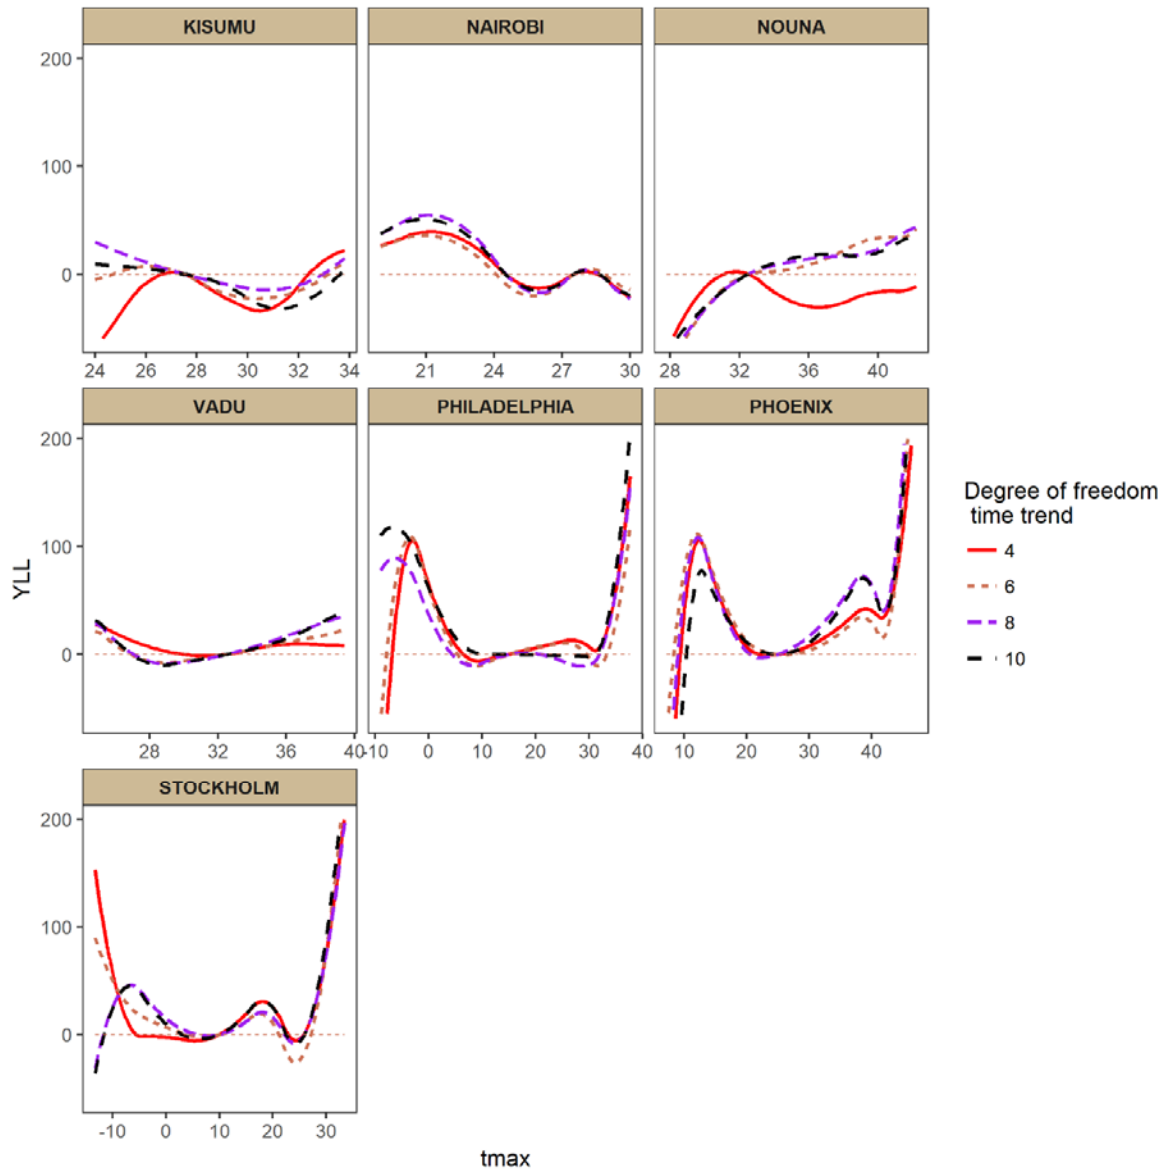 KISUMU NAIROBI NOUNA
200
100
0
24 26 28 30 32 34 21 24 27 30 28 32 36 40
VADU PHILADELPHIA PHOENIX
200
100
0
28 32 36 40 -10 0 10 20 30 40 10 20 30 40
STOCKHOLM
200
100
0
-10 0 10 20 30
YLL
tmax
Degree of freedom
time trend
4
6
8
10